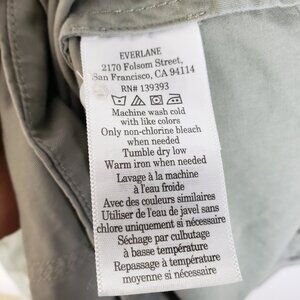 EVERLANE
2170 Folsom Street,
San Francisco, CA 94114
RN# 139393
Machine wash cold
with like colors
Only non-chlorine bleach
when needed
Tumble dry low
Warm iron when needed
Lavage à la machine
à l'eau froide
Avec des couleurs similaires
Utiliser de l'eau de javel sans
chlore uniquement si nécessaire
Séchage par culbutage
à basse température
Repassage à température
moyenne si nécessaire